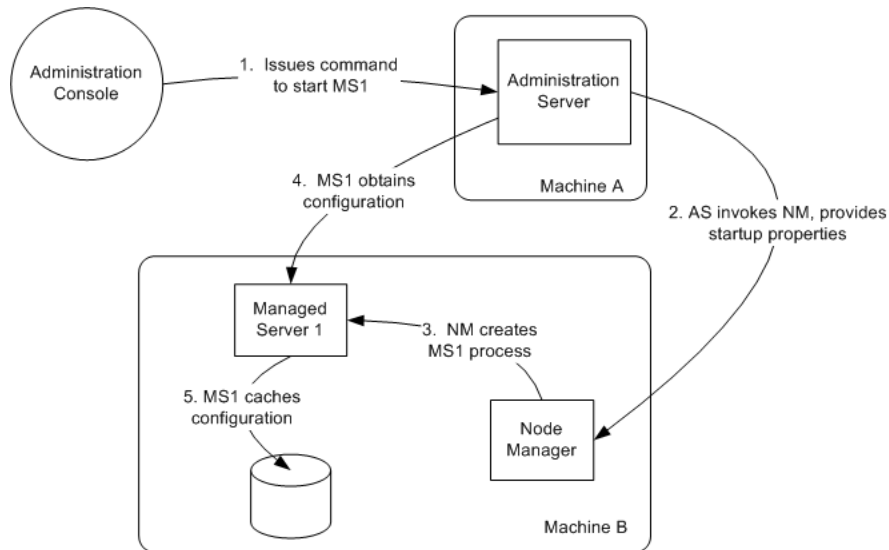 Administration
Console
1. Issues command
to start MS1
Administration
Server
Machine A
4. MS1 obtains
configuration
2. AS invokes NM, provides
startup properties
Managed
Server 1
3. NM creates
MS1 process
5. MS1 caches
configuration
Node
Manager
Machine B